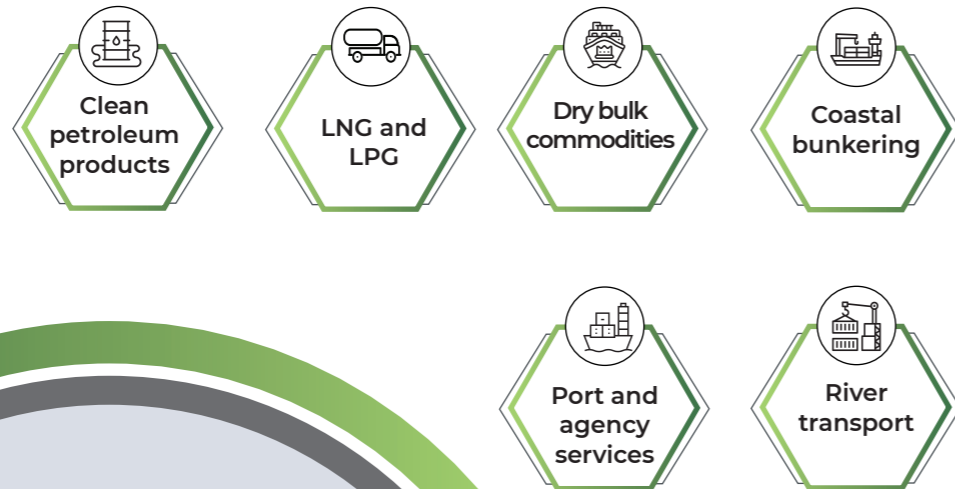 Clean
petroleum
products
LNG and
LPG
Dry bulk
commodities
Coastal
bunkering
Port and
agency
services
River
transport